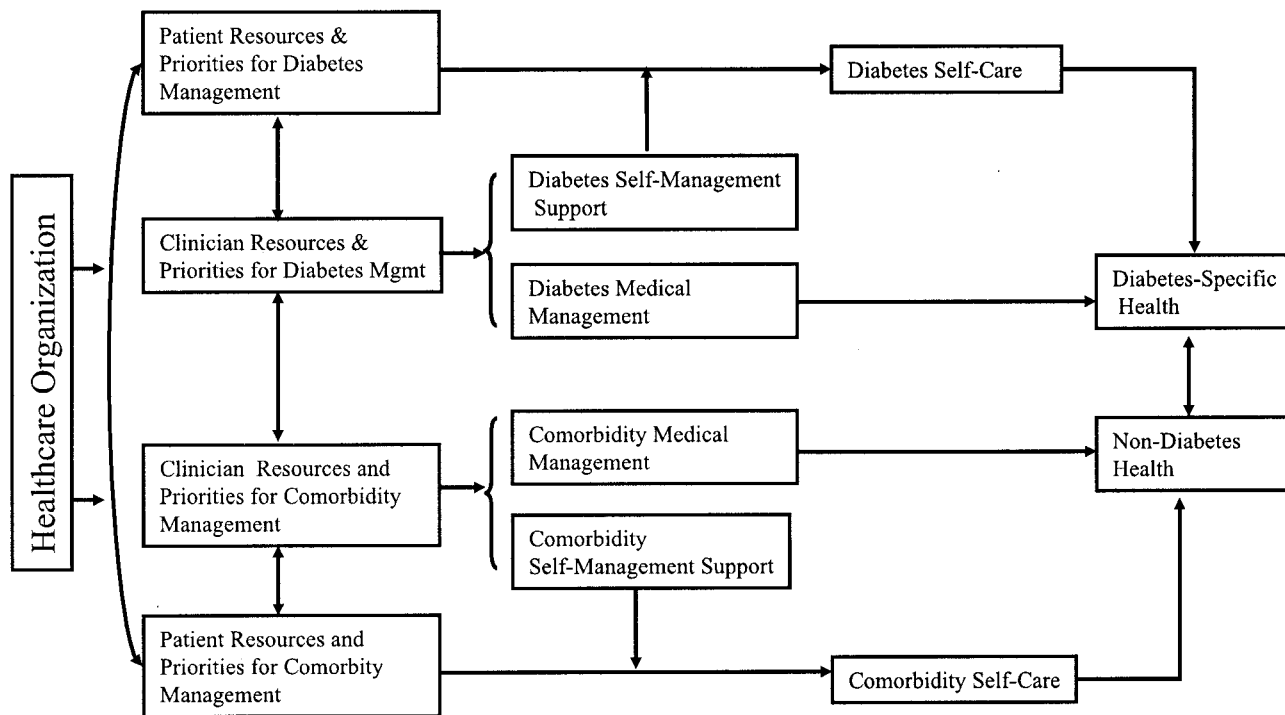 Healthcare Organization
Patient Resources &
Priorities for Diabetes
Management
Clinician Resources &
Priorities for Diabetes Mgmt
Clinician Resources and
Priorities for Comorbidity
Management
Patient Resources and
Priorities for Comorbity
Management
Diabetes Self-Management
Support
Diabetes Medical
Management
Comorbidity Medical
Management
Comorbidity
Self-Management Support
Diabetes Self-Care
Comorbidity Self-Care
Diabetes-Specific
Health
Non-Diabetes
Health